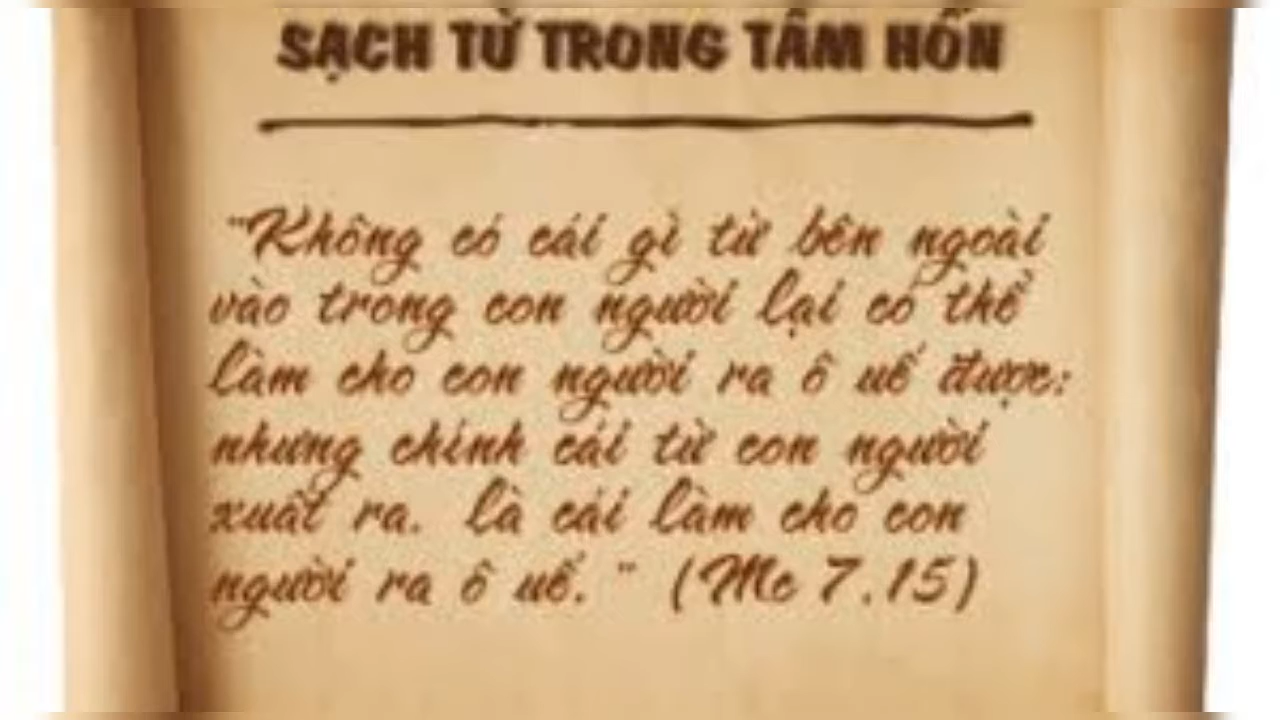 SẠCH TỪ TRONG TÂM HỒN
"Không có cái gì từ bên ngoài
vào trong con người lại có thể
làm cho con người ra ô uế được:
nhưng chính cái từ con người
xuất ra. là cái làm cho con
người ra ô uế." (Mc 7.15)